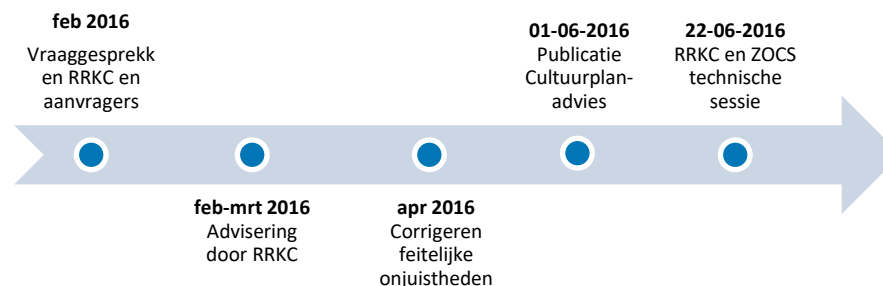 feb 2016
Vraaggesprekk
en RRKC en
aanvragers
feb-mrt 2016
Advisering
door RRKC
apr 2016
Corrigeren
feitelijke
onjuistheden
01-06-2016
Publicatie
Cultuurplan-
advies
22-06-2016
RRKC en ZOCS
technische
sessie